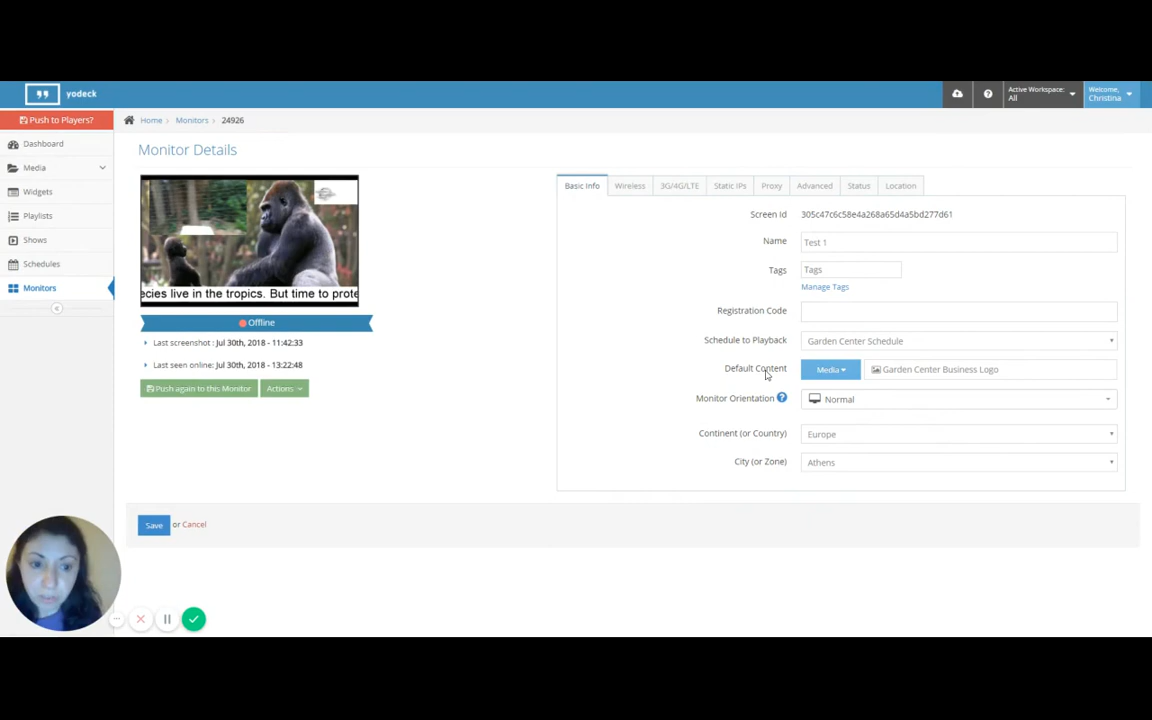 yodeck
Active Workspace:
All
Welcome,
Christina
Push to Players?
Home
Monitors
24926
Dashboard
Media
Widgets
Playlists
Shows
Schedules
Monitors
Monitor Details
ecies live in the tropics. But time to prote
Offline
Last screenshot : Jul 30th, 2018 - 11:42:33
Last seen online: Jul 30th, 2018 - 13:22:48
Push again to this Monitor
Actions
Basic Info
Wireless
3G/4G/LTE
Static IPs
Proxy
Advanced
Status
Location
Screen Id 305c47c6c58e4a268a65d4a5bd277d61
Name Test 1
Tags Tags
Manage Tags
Registration Code
Schedule to Playback Garden Center Schedule
Default Content Media Garden Center Business Logo
Monitor Orientation ? Normal
Continent (or Country) Europe
City (or Zone) Athens
Save or Cancel